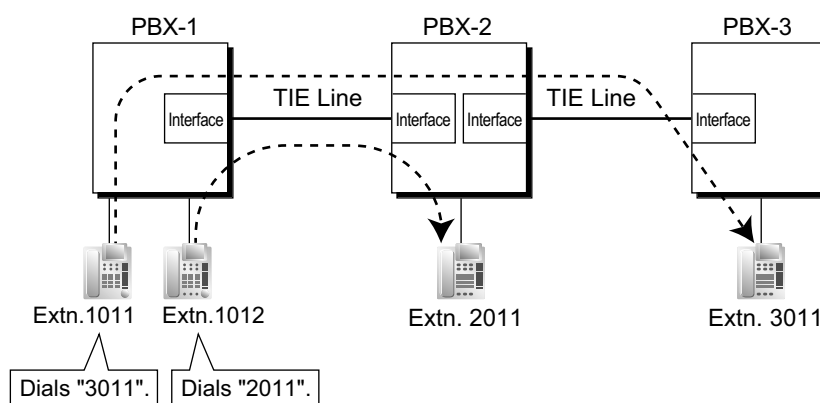 PBX-1
PBX-2
PBX-3
TIE Line
TIE Line
Interface
Interface
Interface
Interface
Extn.1011
Extn.1012
Extn. 2011
Extn. 3011
Dials "3011".
Dials "2011".